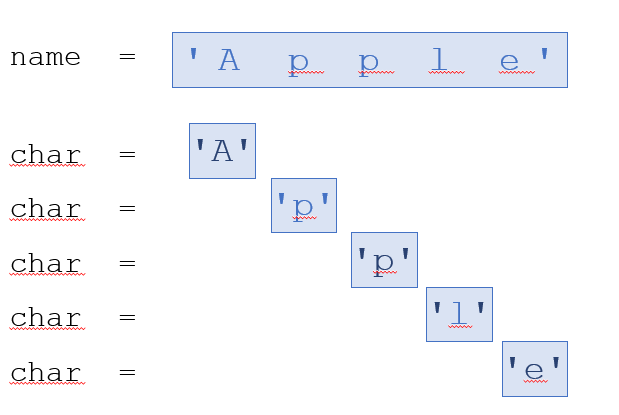 name = 'A p p l e'
char = 'A'
char = 'p'
char = 'p'
char = 'l'
char = 'e'